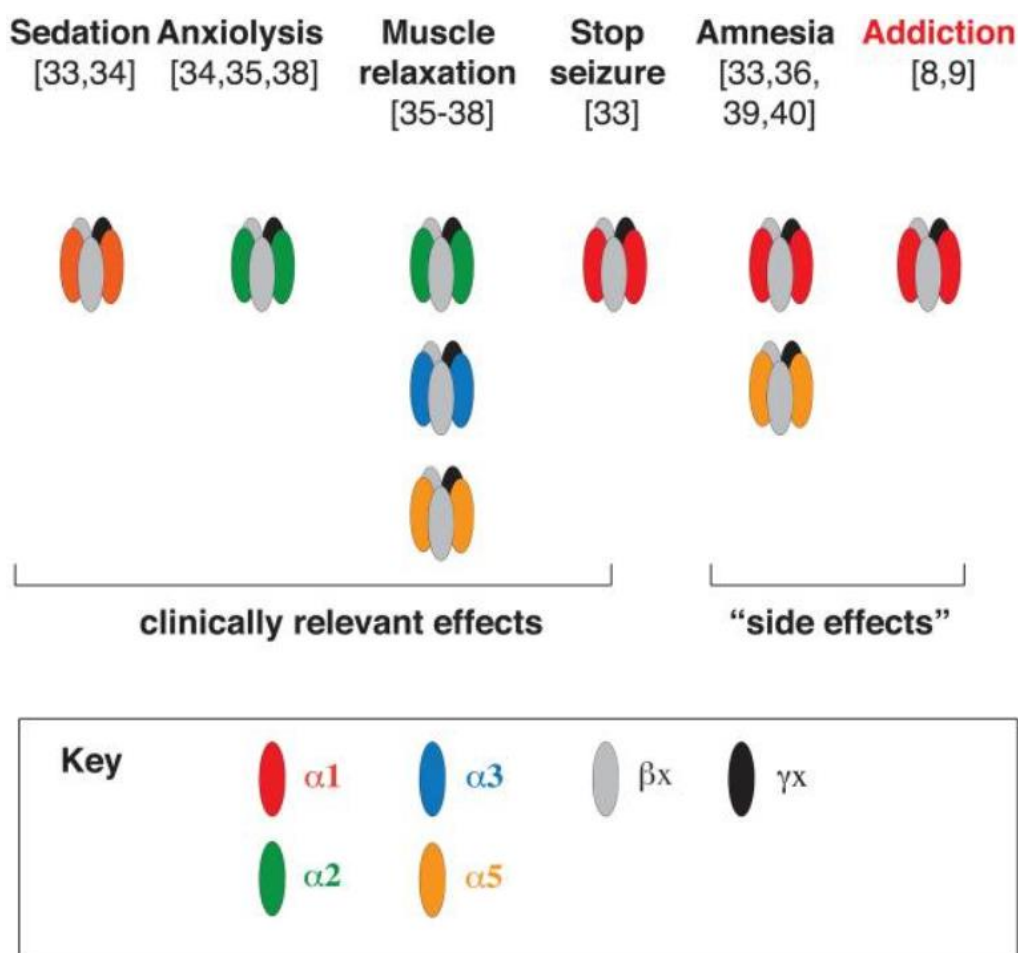 Sedation Anxiolysis Muscle Stop Amnesia Addiction
[33,34] [34,35,38] relaxation seizure [33,36, [8,9]
[35-38] [33] 39,40]
clinically relevant effects “side effects”
Key α1 α3 βx γx
α2 α5